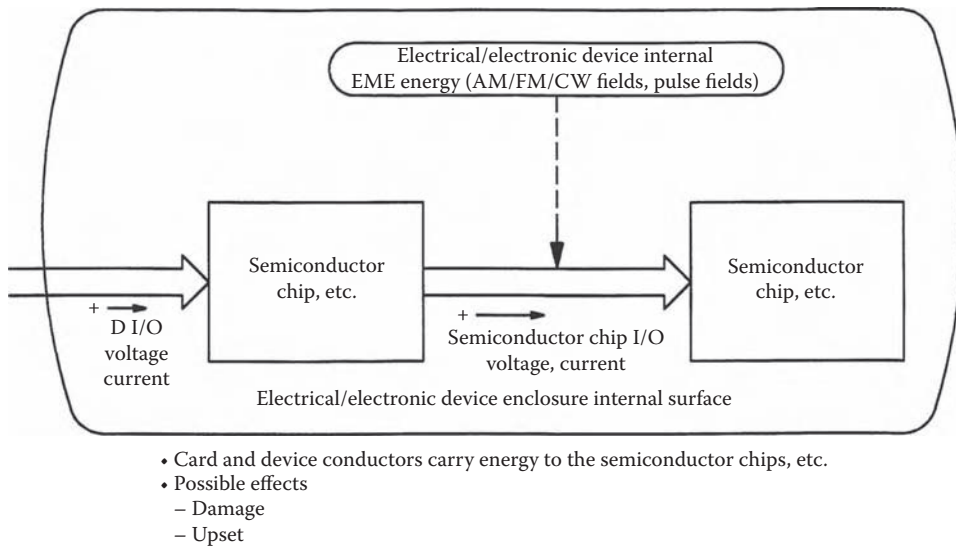 Electrical/electronic device internal
EME energy (AM/FM/CW fields, pulse fields)
Semiconductor
chip, etc.
Semiconductor
chip, etc.
+
D I/O
voltage
current
+
Semiconductor chip I/O
voltage, current
Electrical/electronic device enclosure internal surface
• Card and device conductors carry energy to the semiconductor chips, etc.
• Possible effects
– Damage
– Upset